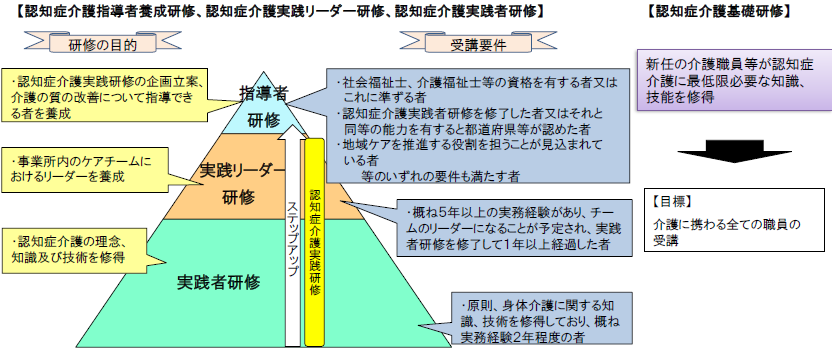 【認知症介護指導者養成研修、認知症介護実践リーダー研修、認知症介護実践者研修】
【認知症介護基礎研修】
研修の目的
受講要件
・認知症介護実践研修の企画立案、
介護の質の改善について指導でき
る者を養成
指導者
研修
・社会福祉士、介護福祉士等の資格を有する者又は
これに準ずる者
・認知症介護実践者研修を修了した者又はそれと
同等の能力を有すると都道府県等が認めた者
・地域ケアを推進する役割を担うことが見込まれて
いる者
等のいずれの要件も満たす者
・事業所内のケアチームに
おけるリーダーを養成
実践リーダー
研修
・概ね5年以上の実務経験があり、チー
ムのリーダーになることが予定され、実践
者研修を修了して1年以上経過した者
・認知症介護の理念、
知識及び技術を修得
実践者研修
ステップアップ
認知症介護実践研修
・原則、身体介護に関する知
識、技術を修得しており、概ね
実務経験2年程度の者
新任の介護職員等が認知症
介護に最低限必要な知識、
技能を修得
【目標】
介護に携わる全ての職員の
受講